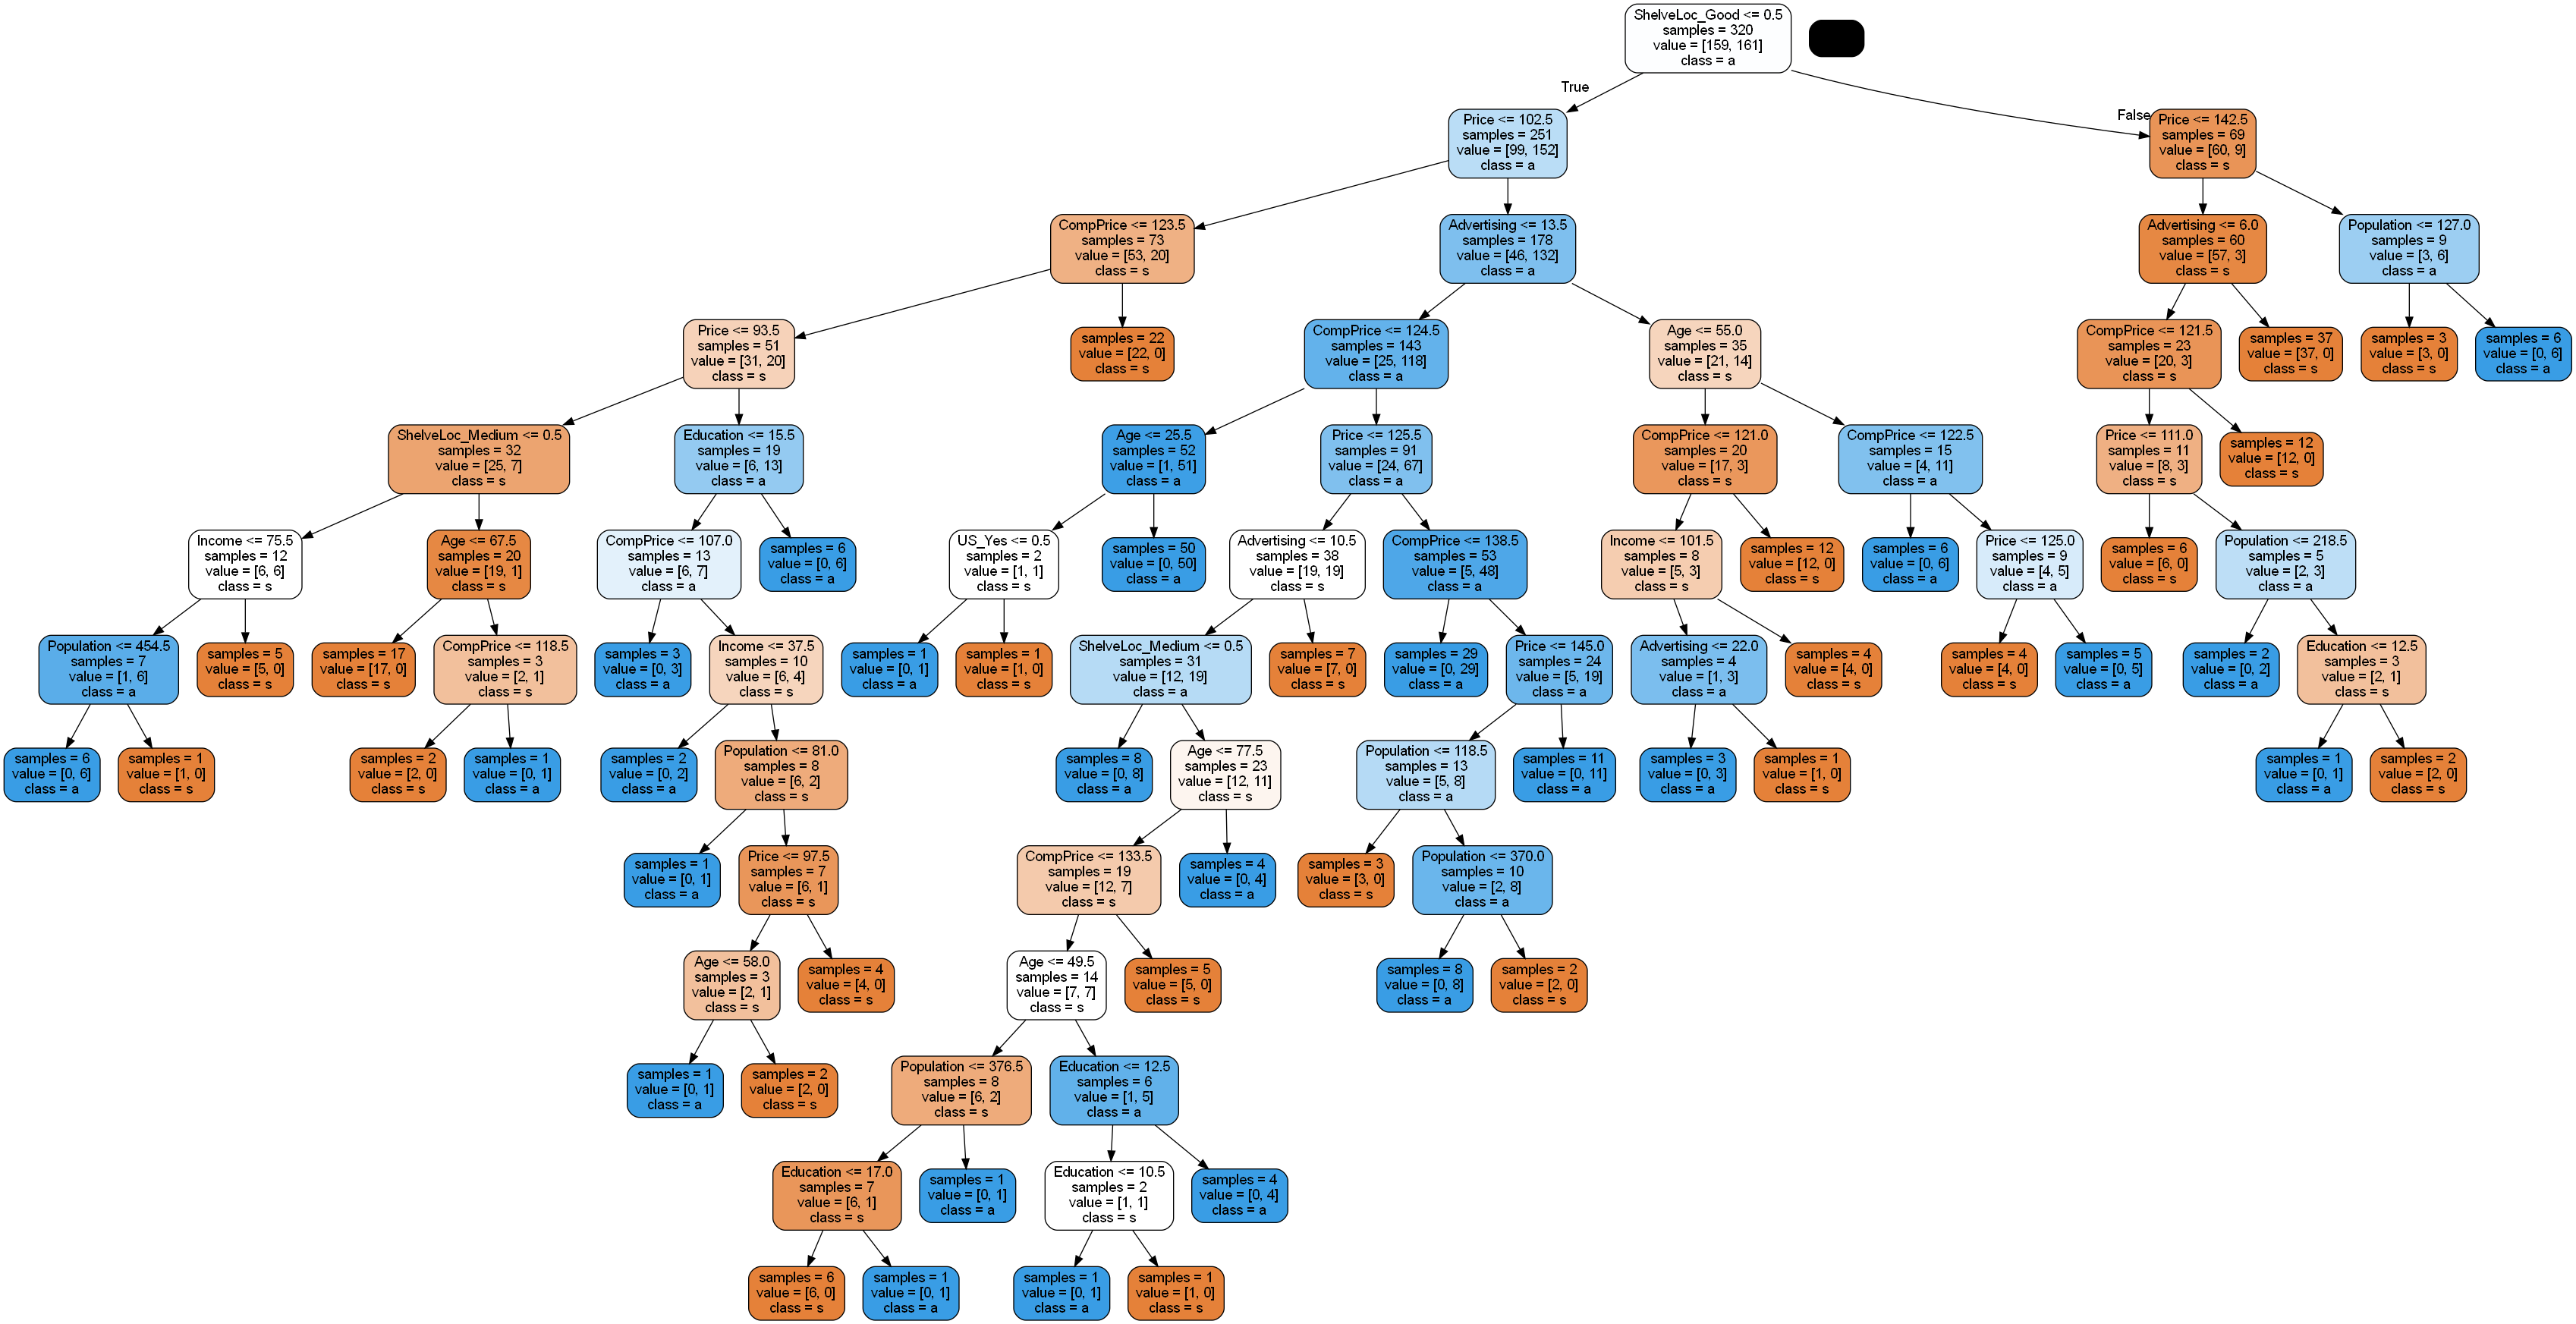 ShelveLoc_Good <= 0.5
samples = 320
value = [159, 161]
class = a
True
False
Price <= 102.5
samples = 251
value = [99, 152]
class = a
Price <= 142.5
samples = 69
value = [60, 9]
class = s
CompPrice <= 123.5
samples = 73
value = [53, 20]
class = s
Advertising <= 13.5
samples = 178
value = [46, 132]
class = a
Advertising <= 6.0
samples = 60
value = [57, 3]
class = s
Population <= 127.0
samples = 9
value = [3, 6]
class = a
Price <= 93.5
samples = 51
value = [31, 20]
class = s
samples = 22
value = [22, 0]
class = s
CompPrice <= 124.5
samples = 143
value = [25, 118]
class = a
Age <= 55.0
samples = 35
value = [21, 14]
class = s
CompPrice <= 121.5
samples = 23
value = [20, 3]
class = s
samples = 37
value = [37, 0]
class = s
samples = 3
value = [3, 0]
class = s
samples = 6
value = [0, 6]
class = a
ShelveLoc_Medium <= 0.5
samples = 32
value = [25, 7]
class = s
Education <= 15.5
samples = 19
value = [6, 13]
class = a
Age <= 25.5
samples = 52
value = [1, 51]
class = a
Price <= 125.5
samples = 91
value = [24, 67]
class = a
CompPrice <= 121.0
samples = 20
value = [17, 3]
class = s
CompPrice <= 122.5
samples = 15
value = [4, 11]
class = a
Price <= 111.0
samples = 11
value = [8, 3]
class = s
samples = 12
value = [12, 0]
class = s
Income <= 75.5
samples = 12
value = [6, 6]
class = s
Age <= 67.5
samples = 20
value = [19, 1]
class = s
CompPrice <= 107.0
samples = 13
value = [6, 7]
class = a
samples = 6
value = [0, 6]
class = a
US_Yes <= 0.5
samples = 2
value = [1, 1]
class = s
samples = 50
value = [0, 50]
class = a
Advertising <= 10.5
samples = 38
value = [19, 19]
class = s
CompPrice <= 138.5
samples = 53
value = [5, 48]
class = a
Income <= 101.5
samples = 8
value = [5, 3]
class = s
samples = 12
value = [12, 0]
class = s
samples = 6
value = [0, 6]
class = a
Price <= 125.0
samples = 9
value = [4, 5]
class = a
samples = 6
value = [6, 0]
class = s
Population <= 218.5
samples = 5
value = [2, 3]
class = a
Population <= 454.5
samples = 7
value = [1, 6]
class = a
samples = 5
value = [5, 0]
class = s
samples = 17
value = [17, 0]
class = s
CompPrice <= 118.5
samples = 3
value = [2, 1]
class = s
samples = 3
value = [0, 3]
class = a
Income <= 37.5
samples = 10
value = [6, 4]
class = s
samples = 1
value = [0, 1]
class = a
samples = 1
value = [1, 0]
class = s
ShelveLoc_Medium <= 0.5
samples = 31
value = [12, 19]
class = a
samples = 7
value = [7, 0]
class = s
samples = 29
value = [0, 29]
class = a
Price <= 145.0
samples = 24
value = [5, 19]
class = a
Advertising <= 22.0
samples = 4
value = [1, 3]
class = a
samples = 4
value = [4, 0]
class = s
samples = 4
value = [4, 0]
class = s
samples = 5
value = [0, 5]
class = a
samples = 2
value = [0, 2]
class = a
Education <= 12.5
samples = 3
value = [2, 1]
class = s
samples = 6
value = [0, 6]
class = a
samples = 1
value = [1, 0]
class = s
samples = 2
value = [2, 0]
class = s
samples = 1
value = [0, 1]
class = a
samples = 2
value = [0, 2]
class = a
Population <= 81.0
samples = 8
value = [6, 2]
class = s
samples = 8
value = [0, 8]
class = a
Age <= 77.5
samples = 23
value = [12, 11]
class = s
Population <= 118.5
samples = 13
value = [5, 8]
class = a
samples = 11
value = [0, 11]
class = a
samples = 3
value = [0, 3]
class = a
samples = 1
value = [1, 0]
class = s
samples = 1
value = [0, 1]
class = a
samples = 2
value = [2, 0]
class = s
samples = 1
value = [0, 1]
class = a
Price <= 97.5
samples = 7
value = [6, 1]
class = s
CompPrice <= 133.5
samples = 19
value = [12, 7]
class = s
samples = 4
value = [0, 4]
class = a
samples = 3
value = [3, 0]
class = s
Population <= 370.0
samples = 10
value = [2, 8]
class = a
Age <= 58.0
samples = 3
value = [2, 1]
class = s
samples = 4
value = [4, 0]
class = s
Age <= 49.5
samples = 14
value = [7, 7]
class = s
samples = 5
value = [5, 0]
class = s
samples = 8
value = [0, 8]
class = a
samples = 2
value = [2, 0]
class = s
samples = 1
value = [0, 1]
class = a
samples = 2
value = [2, 0]
class = s
Population <= 376.5
samples = 8
value = [6, 2]
class = s
Education <= 12.5
samples = 6
value = [1, 5]
class = a
Education <= 17.0
samples = 7
value = [6, 1]
class = s
samples = 1
value = [0, 1]
class = a
Education <= 10.5
samples = 2
value = [1, 1]
class = s
samples = 4
value = [0, 4]
class = a
samples = 6
value = [6, 0]
class = s
samples = 1
value = [0, 1]
class = a
samples = 1
value = [0, 1]
class = a
samples = 1
value = [1, 0]
class = s